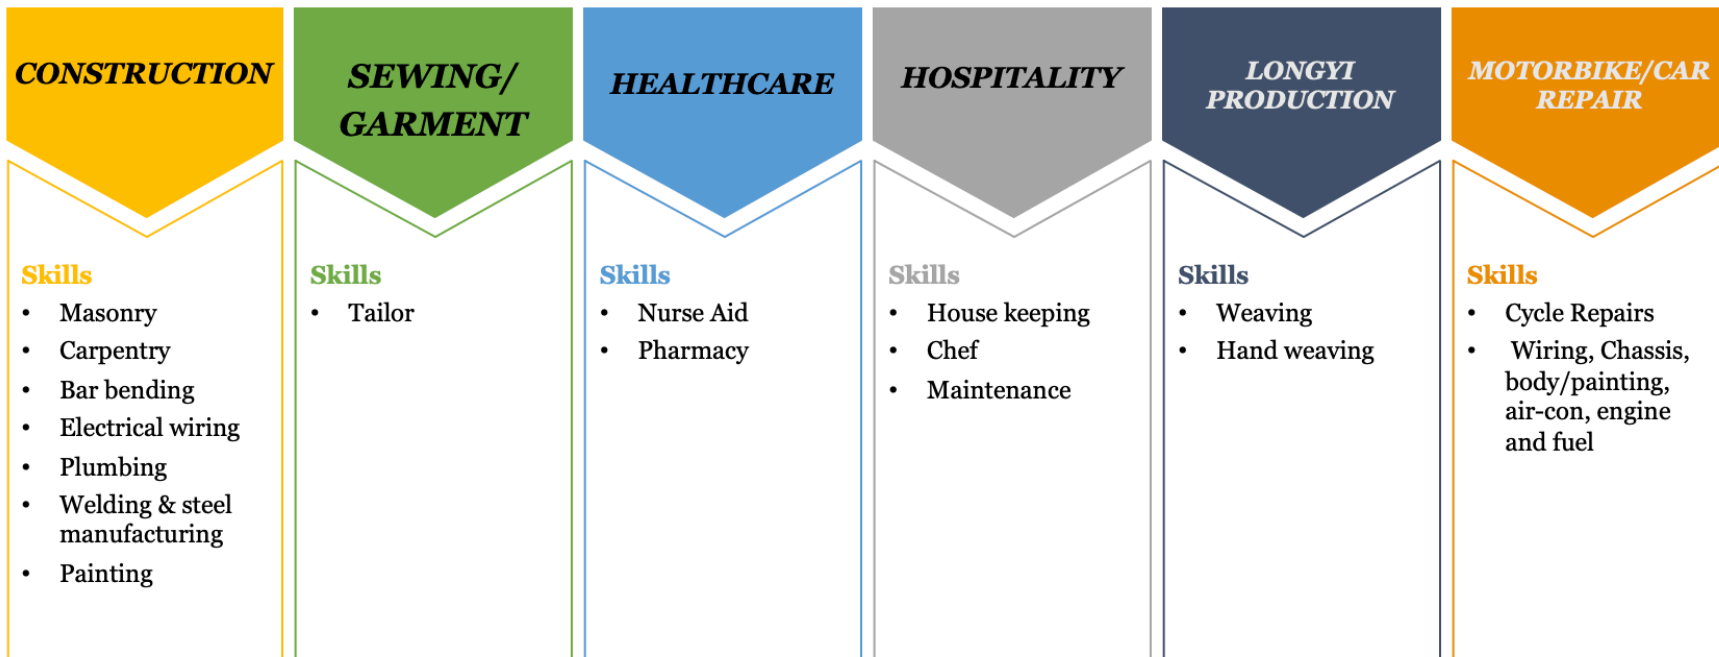 CONSTRUCTION
Skills
• Masonry
• Carpentry
• Bar bending
• Electrical wiring
• Plumbing
• Welding & steel
manufacturing
• Painting
SEWING/
GARMENT
Skills
• Tailor
HEALTHCARE
Skills
• Nurse Aid
• Pharmacy
HOSPITALITY
Skills
• House keeping
• Chef
• Maintenance
LONGYI
PRODUCTION
Skills
• Weaving
• Hand weaving
MOTORBIKE/CAR
REPAIR
Skills
• Cycle Repairs
• Wiring, Chassis,
body/painting,
air-con, engine
and fuel